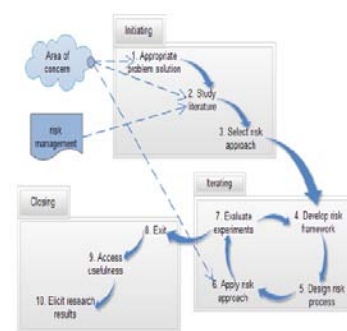 Initiating
Area of
concern
1. Appropriate
problem solution
2. Study
literature
risk
management
3. Select risk
approach
Iterating
Closing
8. Exit
7. Evaluate
experiments
4. Develop risk
framework
9. Access
usefulness
6. Apply risk
approach
5. Design risk
process
10. Elicit research
results